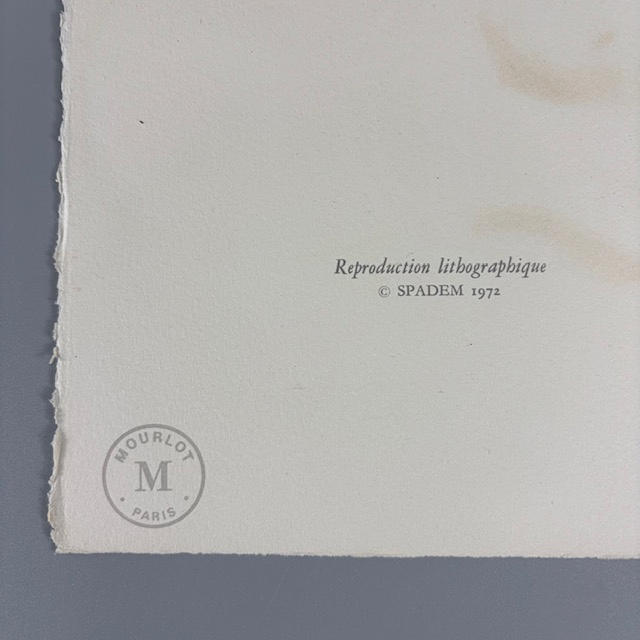 Reproduction lithographique
© SPADEM 1972
MOURLOT
M
· PARIS ·